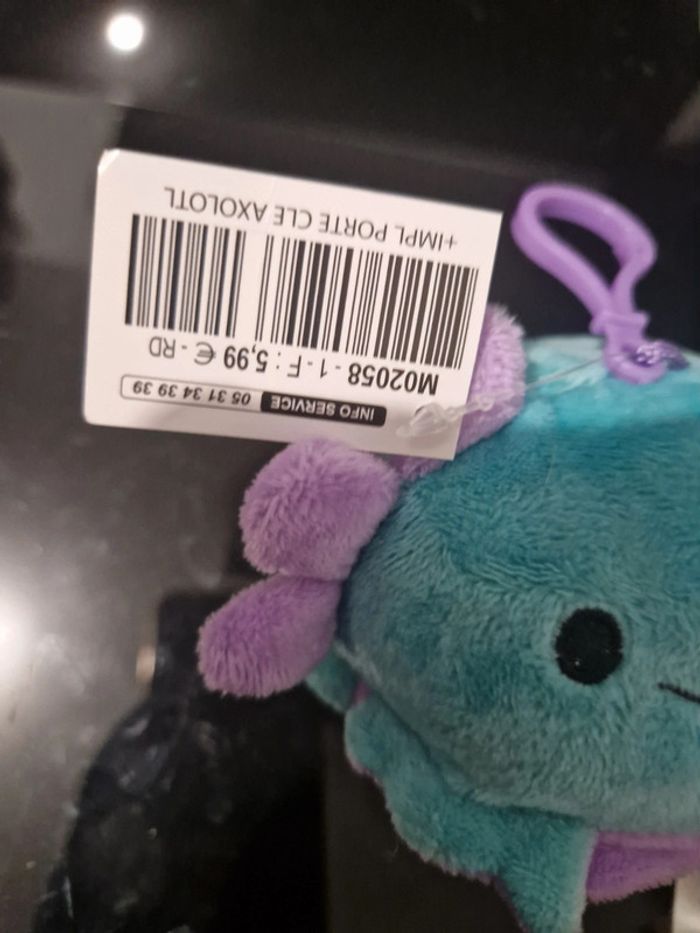 INFO SERVICE 05 31 34 39 39
M02058 - 1 - F : 5,99 € - RD
+IMPL PORTE CLE AXOLOTL